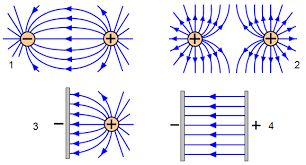 − + + +
1 2
3 − + − + 4